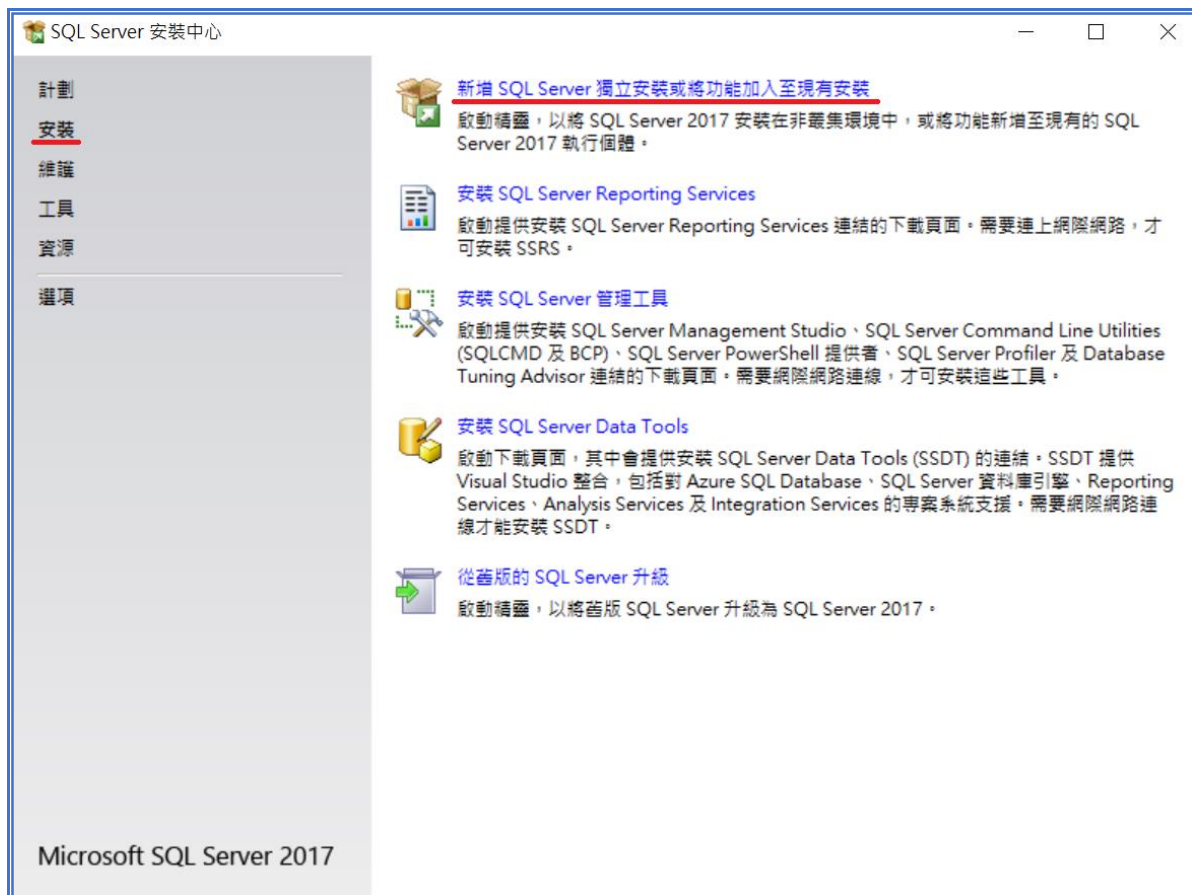 SQL Server 安裝中心
計劃
安裝
維護
工具
資源
選項
Microsoft SQL Server 2017
新增 SQL Server 獨立安裝或將功能加入至現有安裝
啟動精靈，以將 SQL Server 2017 安裝在非叢集環境中，或將功能新增至現有的 SQL
Server 2017 執行個體。
安裝 SQL Server Reporting Services
啟動提供安裝 SQL Server Reporting Services 連結的下載頁面。需要連上網際網路，才
可安裝 SSRS。
安裝 SQL Server 管理工具
啟動提供安裝 SQL Server Management Studio、SQL Server Command Line Utilities
(SQLCMD 及 BCP)、SQL Server PowerShell 提供者、SQL Server Profiler 及 Database
Tuning Advisor 連結的下載頁面。需要網際網路連線，才可安裝這些工具。
安裝 SQL Server Data Tools
啟動下載頁面，其中會提供安裝 SQL Server Data Tools (SSDT) 的連結。SSDT 提供
Visual Studio 整合，包括對 Azure SQL Database、SQL Server 資料庫引擎、Reporting
Services、Analysis Services 及 Integration Services 的專案系統支援。需要網際網路連
線才能安裝 SSDT。
從舊版的 SQL Server 升級
啟動精靈，以將舊版 SQL Server 升級為 SQL Server 2017。